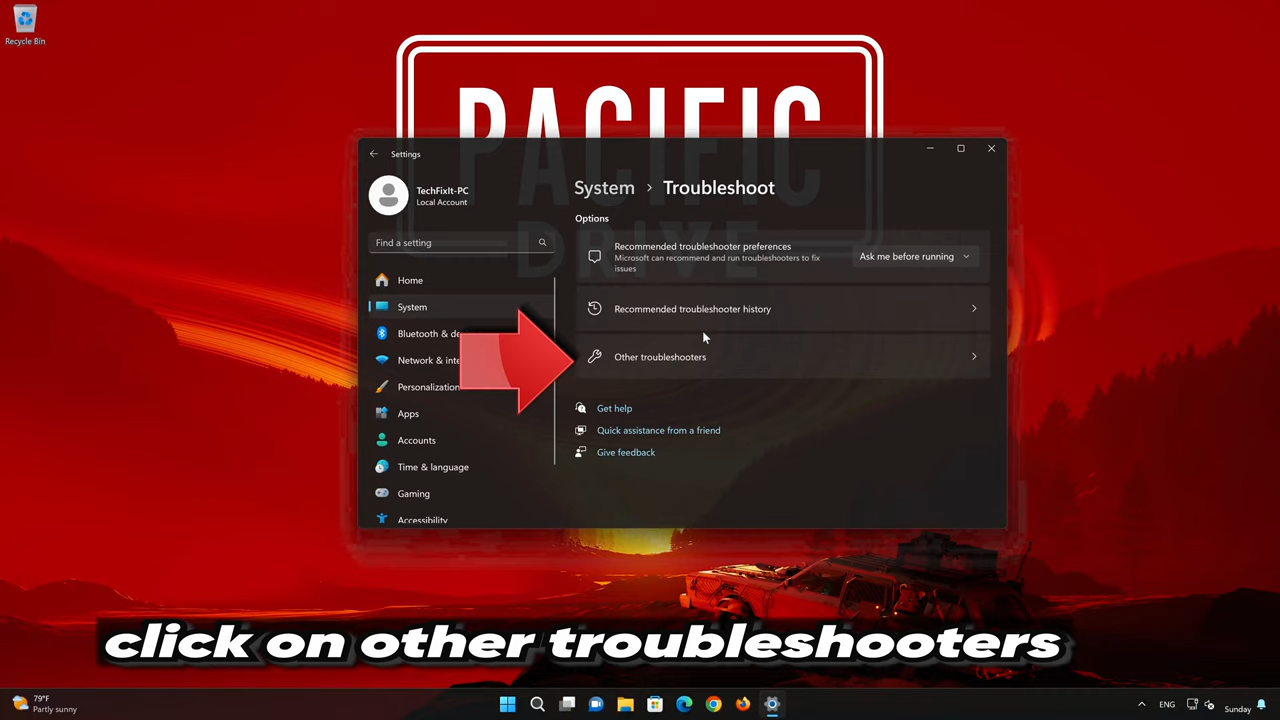 Recycle Bin
PACIFIC
DRIVE
Settings
TechFixIt-PC
Local Account
Find a setting
Home
System
Bluetooth & de
Network & inte
Personalization
Apps
Accounts
Time & language
Gaming
Accessibility
System › Troubleshoot
Options
Recommended troubleshooter preferences
Microsoft can recommend and run troubleshooters to fix
issues
Ask me before running
Recommended troubleshooter history
Other troubleshooters
Get help
Quick assistance from a friend
Give feedback
click on other troubleshooters
79°F
Partly sunny
ENG
Sunday